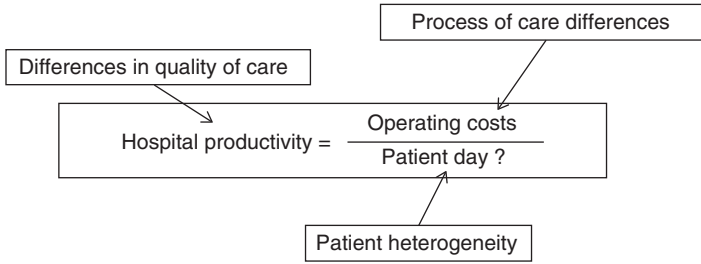 Process of care differences
Differences in quality of care
Operating costs
Hospital productivity =
Patient day ?
Patient heterogeneity